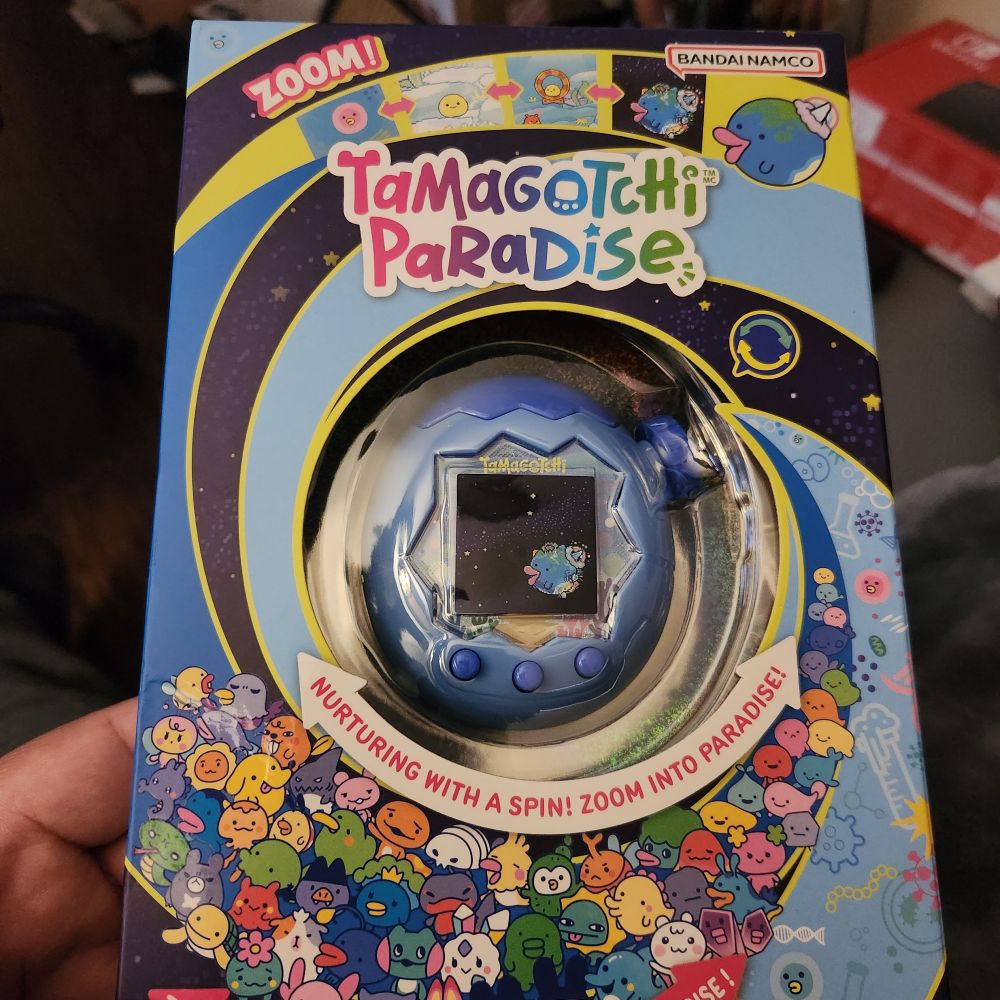 ZOOM!
BANDAI NAMCO
TAMAGOTCHi
™
MC
PARADiSe
TAMAGOTCHi
NURTURING WITH A SPIN! ZOOM INTO PARADISE!